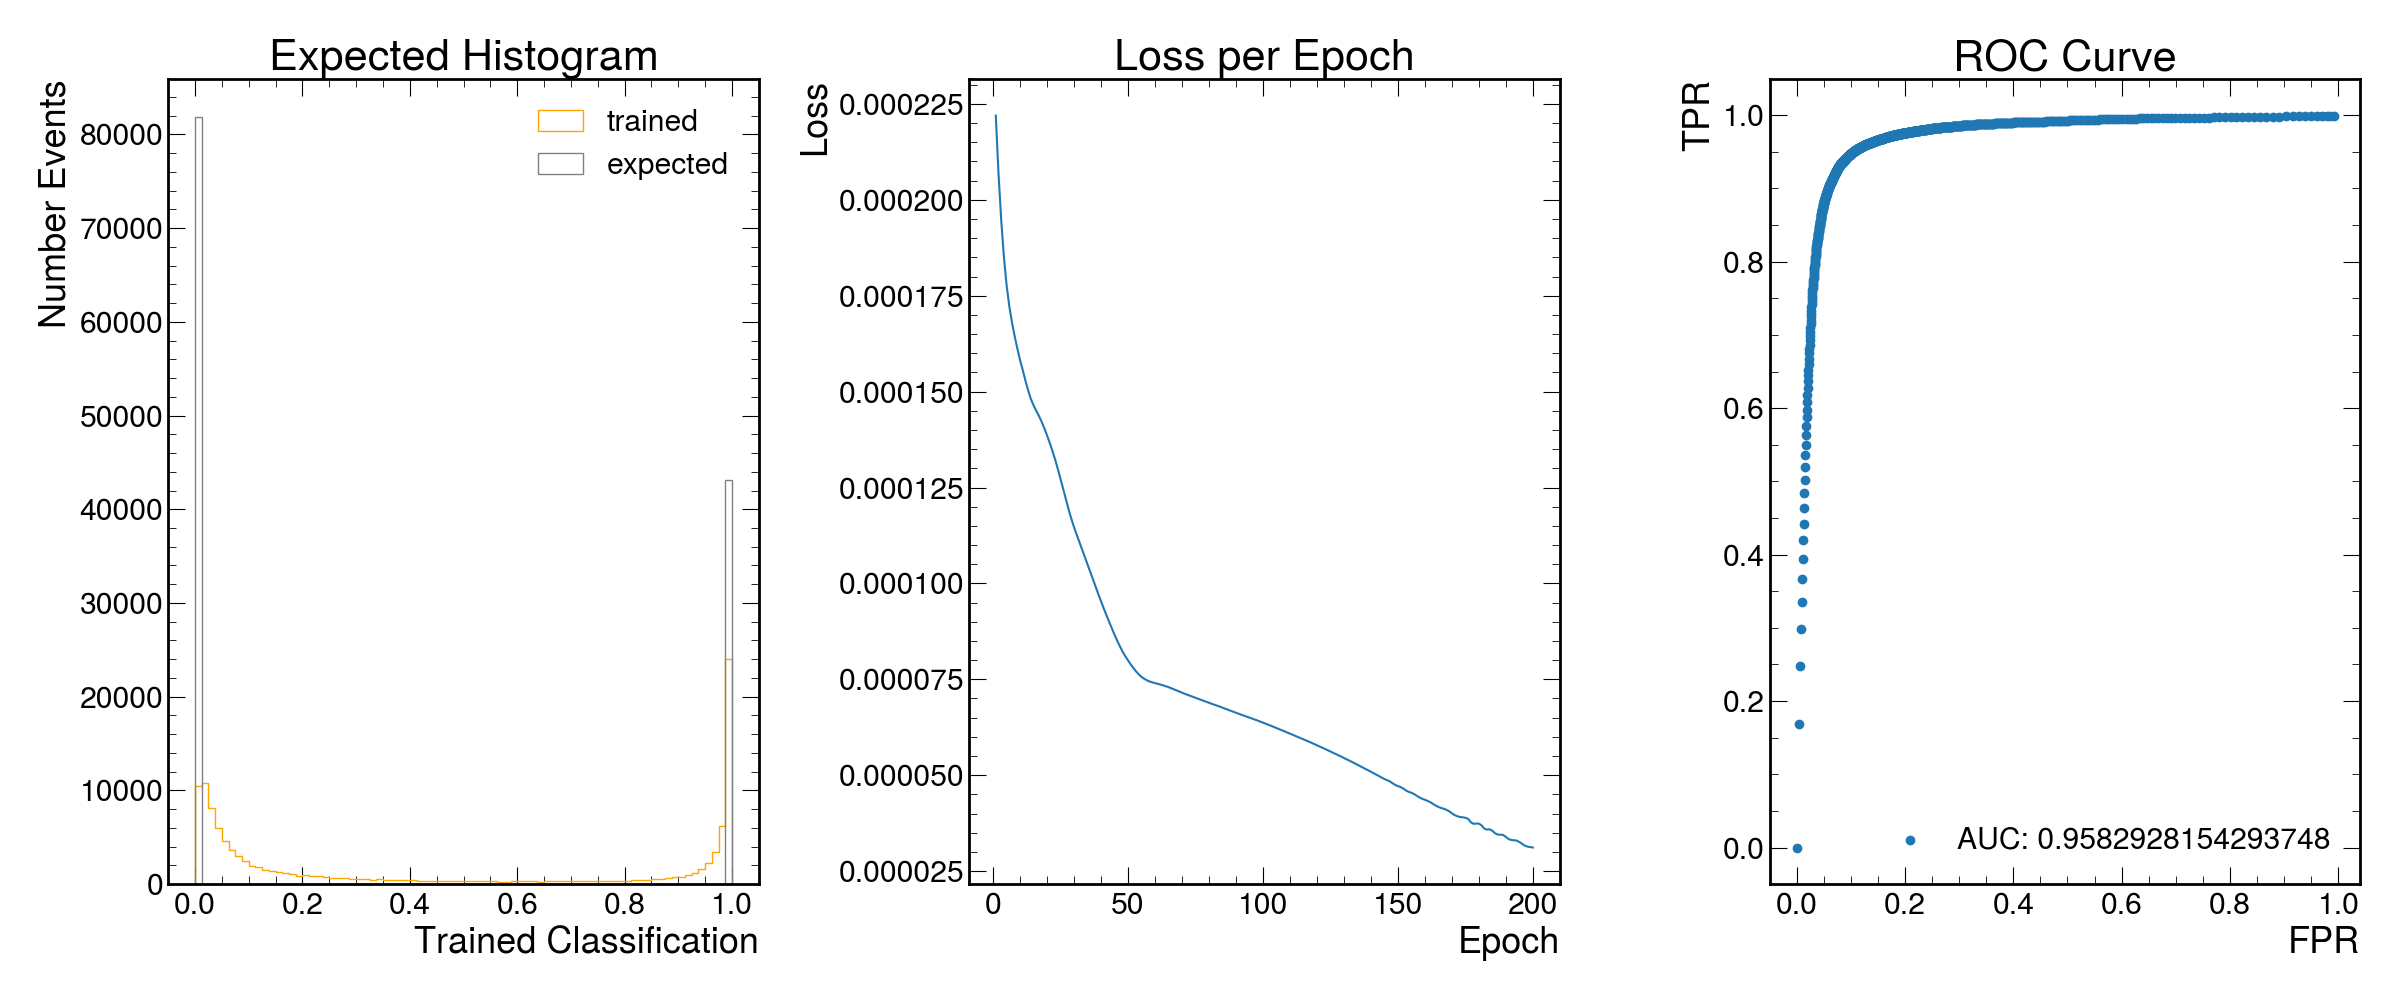 Expected Histogram
Number Events
80000
70000
60000
50000
40000
30000
20000
10000
0
trained
expected
0.0 0.2 0.4 0.6 0.8 1.0
Trained Classification
Loss per Epoch
Loss
0.000225
0.000200
0.000175
0.000150
0.000125
0.000100
0.000075
0.000050
0.000025
0 50 100 150 200
Epoch
ROC Curve
TPR
1.0
0.8
0.6
0.4
0.2
0.0
AUC: 0.9582928154293748
0.0 0.2 0.4 0.6 0.8 1.0
FPR